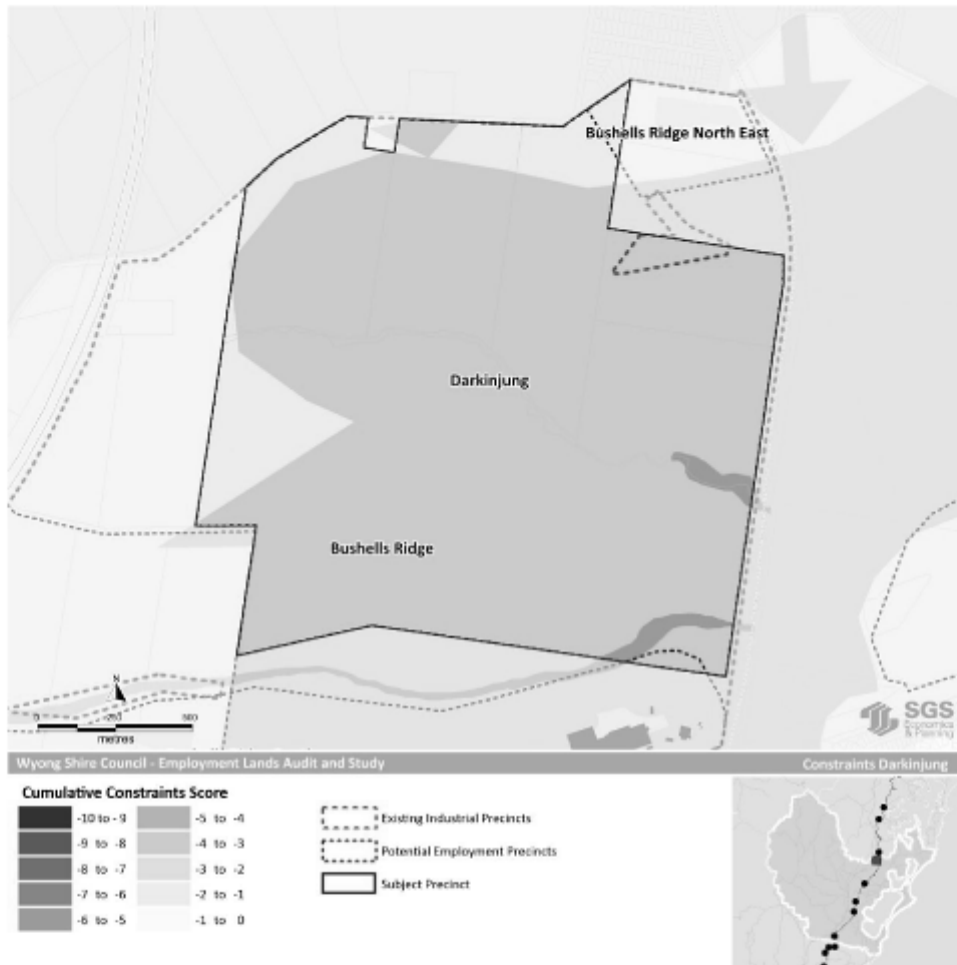 Bushells Ridge North East
Darkinjung
Bushells Ridge
N
0 250 500
metres
SGS
Economics
& Planning
Wyong Shire Council - Employment Lands Audit and Study
Constraints Darkinjung
Cumulative Constraints Score
-10 to - 9
-9 to -8
-8 to -7
-7 to -6
-6 to -5
-5 to -4
-4 to -3
-3 to -2
-2 to -1
-1 to 0
Existing Industrial Precincts
Potential Employment Precincts
Subject Precinct